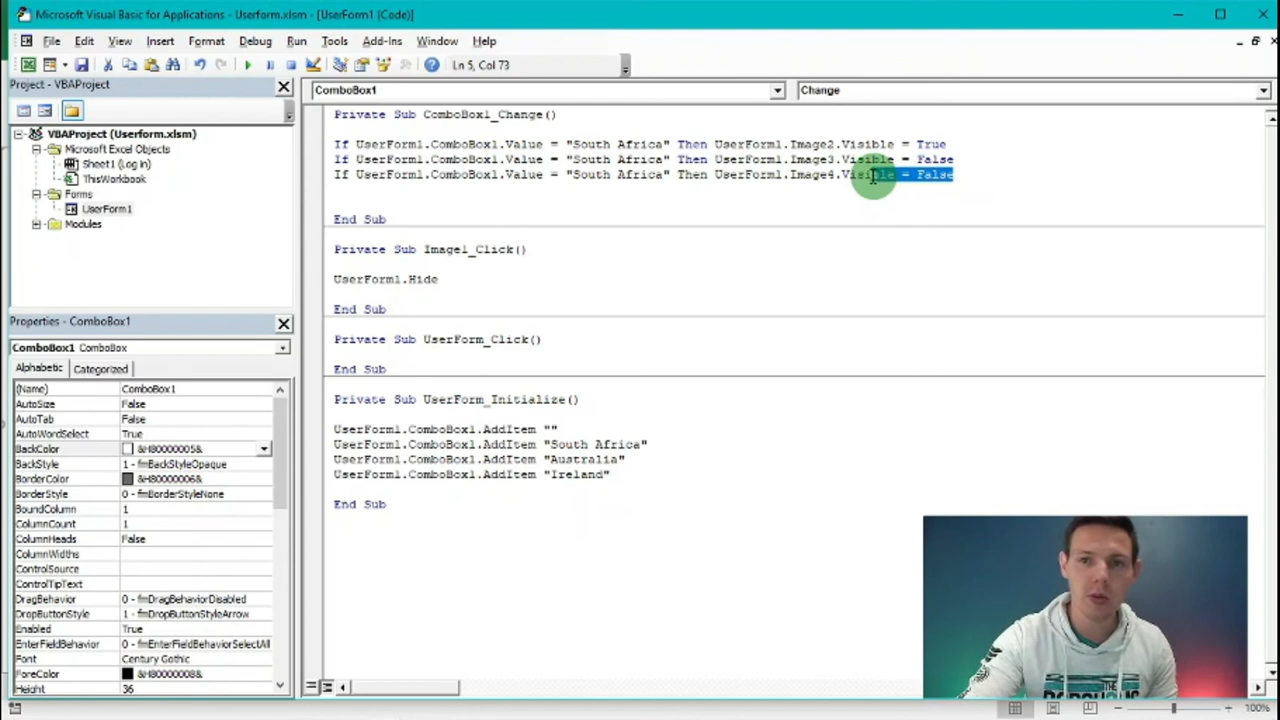 Microsoft Visual Basic for Applications - Userform.xlsm - [UserForm1 (Code)]
File Edit View Insert Format Debug Run Tools Add-Ins Window Help
Ln 5, Col 73
Project - VBAProject
VBAProject (Userform.xlsm)
Microsoft Excel Objects
Sheet1 (Log In)
ThisWorkbook
Forms
UserForm1
Modules
Properties - ComboBox1
ComboBox1 ComboBox
Alphabetic Categorized
(Name) ComboBox1
AutoSize False
AutoTab False
AutoWordSelect True
BackColor &H80000005&
BackStyle 1 - fmBackStyleOpaque
BorderColor &H80000006&
BorderStyle 0 - fmBorderStyleNone
BoundColumn 1
ColumnCount 1
ColumnHeads False
ColumnWidths
ControlSource
ControlTipText
DragBehavior 0 - fmDragBehaviorDisabled
DropButtonStyle 1 - fmDropButtonStyleArrow
Enabled True
EnterFieldBehavior 0 - fmEnterFieldBehaviorSelectAll
Font Century Gothic
ForeColor &H80000008&
Height 36
ComboBox1 Change
Private Sub ComboBox1_Change()
If UserForm1.ComboBox1.Value = "South Africa" Then UserForm1.Image2.Visible = True
If UserForm1.ComboBox1.Value = "South Africa" Then UserForm1.Image3.Visible = False
If UserForm1.ComboBox1.Value = "South Africa" Then UserForm1.Image4.Visible = False
End Sub
Private Sub Image1_Click()
UserForm1.Hide
End Sub
Private Sub UserForm_Click()
End Sub
Private Sub UserForm_Initialize()
UserForm1.ComboBox1.AddItem ""
UserForm1.ComboBox1.AddItem "South Africa"
UserForm1.ComboBox1.AddItem "Australia"
UserForm1.ComboBox1.AddItem "Ireland"
End Sub
THE
100%